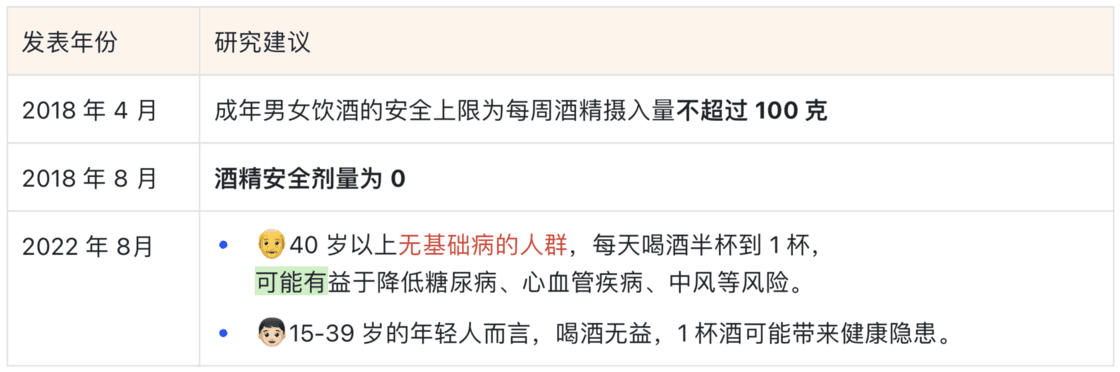 发表年份
研究建议
2018 年 4 月
成年男女饮酒的安全上限为每周酒精摄入量不超过 100 克
2018 年 8 月
酒精安全剂量为 0
2022 年 8月
👴🏻40 岁以上无基础病的人群，每天喝酒半杯到 1 杯，
可能有益于降低糖尿病、心血管疾病、中风等风险。
👦🏻15-39 岁的年轻人而言，喝酒无益，1 杯酒可能带来健康隐患。